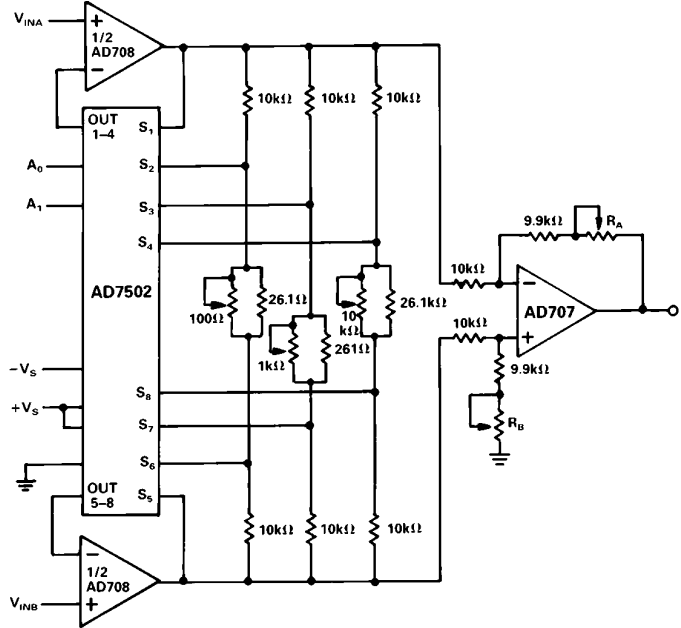 V_INA
+
1/2
AD708
−
OUT
1–4
S₁
A₀
S₂
A₁
S₃
S₄
AD7502
−V_S
S₈
+V_S
S₇
S₆
OUT
5–8
S₅
−
1/2
AD708
V_INB
+
10kΩ
10kΩ
10kΩ
100Ω
26.1Ω
1kΩ
261Ω
10
kΩ
26.1kΩ
10kΩ
10kΩ
10kΩ
9.9kΩ
R_A
10kΩ
−
AD707
10kΩ
+
9.9kΩ
R_B